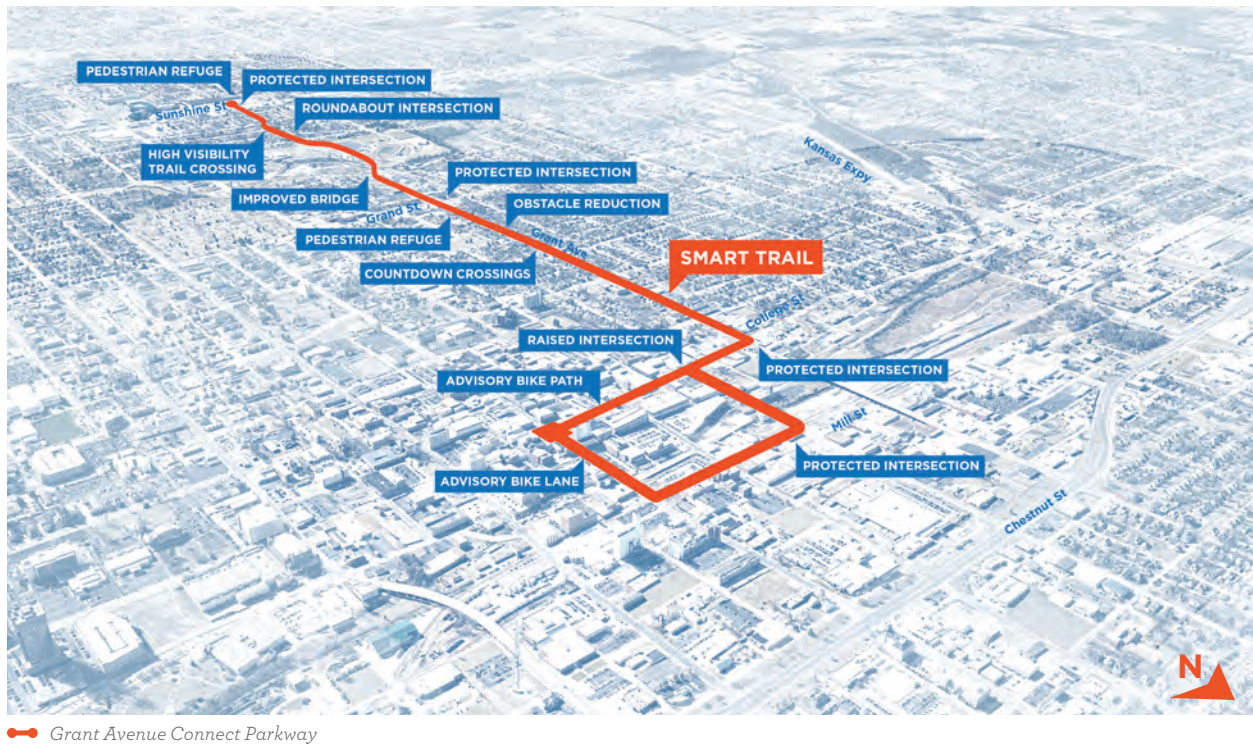 PEDESTRIAN REFUGE
PROTECTED INTERSECTION
Sunshine St
ROUNDABOUT INTERSECTION
HIGH VISIBILITY
TRAIL CROSSING
Kansas Expy
PROTECTED INTERSECTION
IMPROVED BRIDGE
Grand St
OBSTACLE REDUCTION
PEDESTRIAN REFUGE
Grant Ave
COUNTDOWN CROSSINGS
SMART TRAIL
College St
RAISED INTERSECTION
PROTECTED INTERSECTION
ADVISORY BIKE PATH
Mill St
PROTECTED INTERSECTION
ADVISORY BIKE LANE
Chestnut St
N
Grant Avenue Connect Parkway